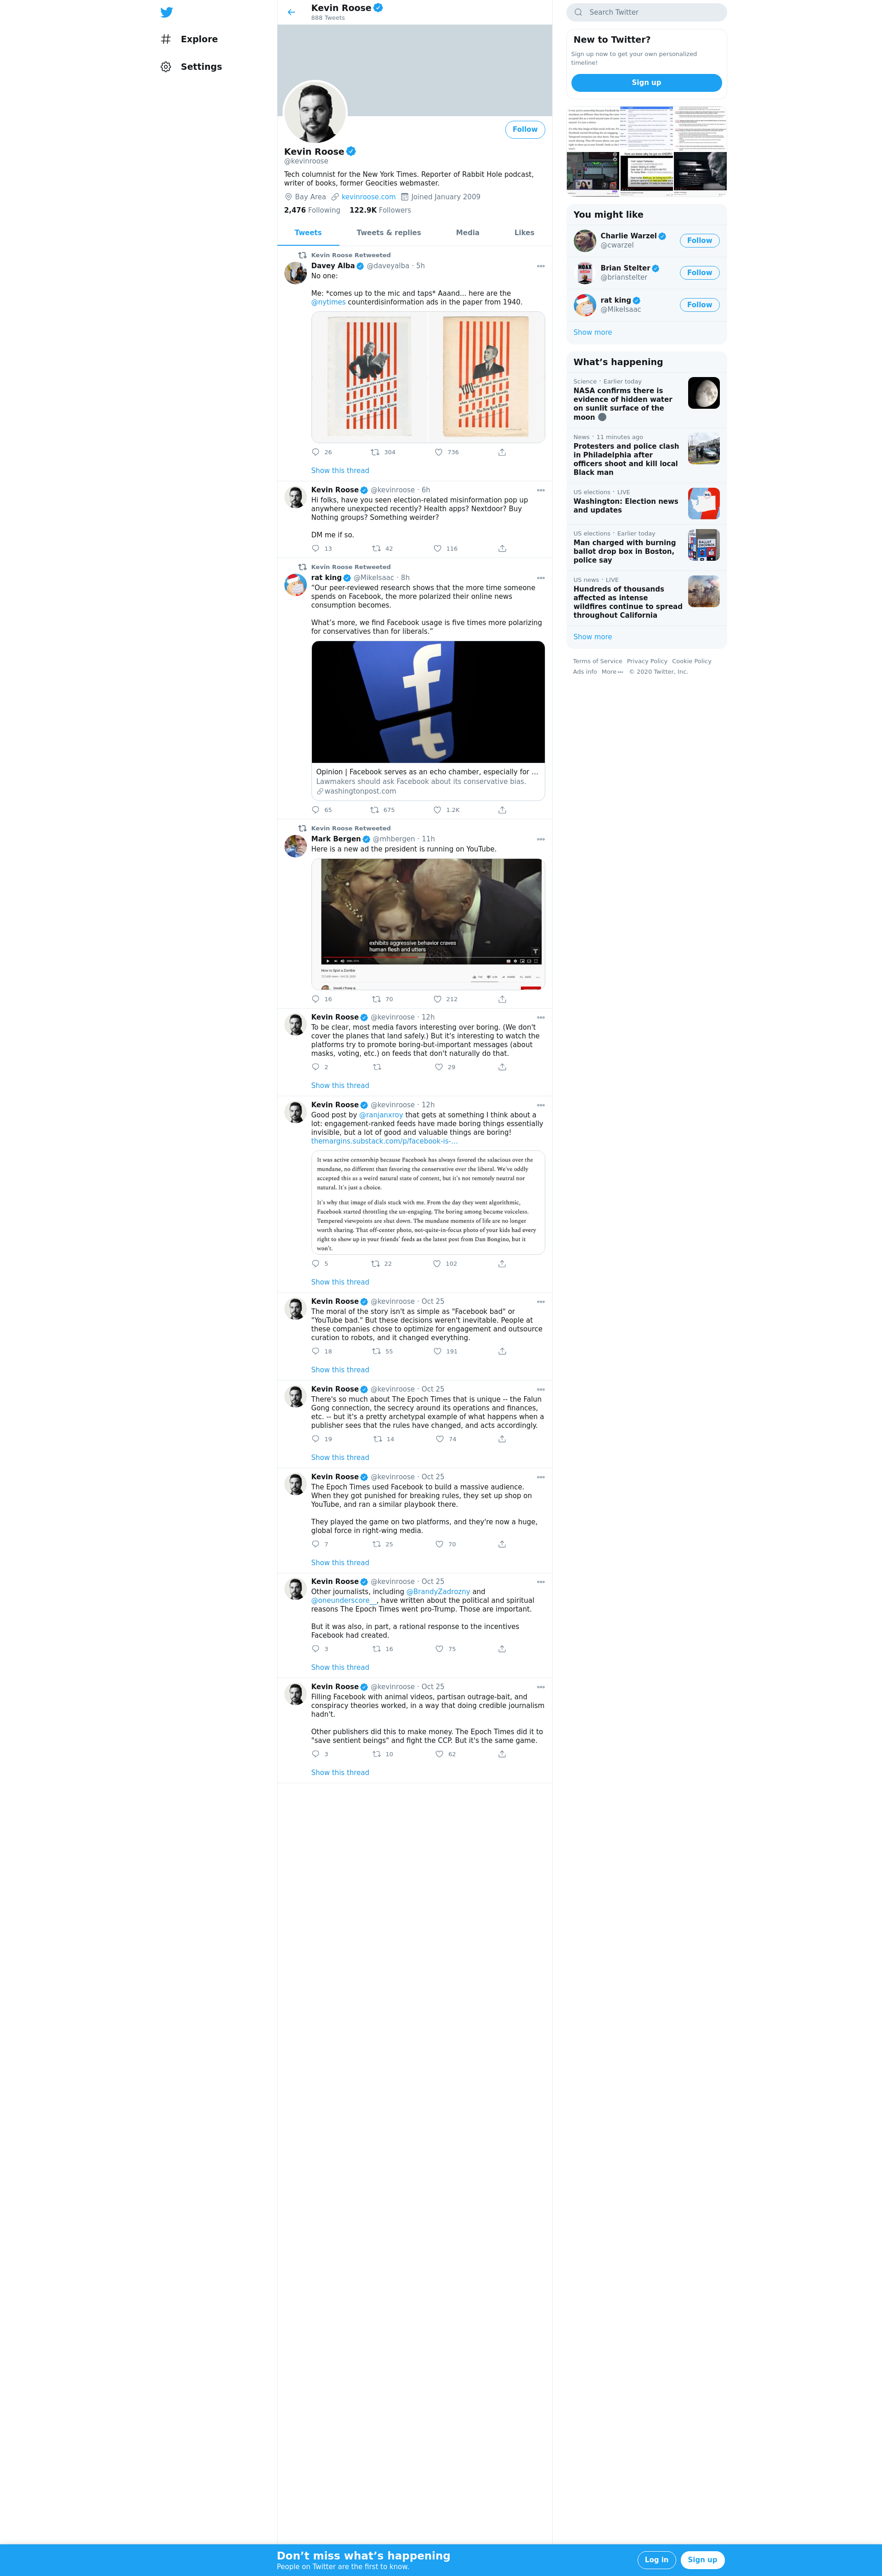 Explore
Settings
Kevin Roose
888 Tweets
Follow
Kevin Roose
@kevinroose
Tech columnist for the New York Times. Reporter of Rabbit Hole podcast,
writer of books, former Geocities webmaster.
Bay Area kevinroose.com Joined January 2009
2,476 Following 122.9K Followers
Tweets Tweets & replies Media Likes
Kevin Roose Retweeted
Davey Alba @daveyalba · 5h
No one:
Me: *comes up to the mic and taps* Aaand... here are the
@nytimes counterdisinformation ads in the paper from 1940.
YOU
The New York Times
26 304 736
Show this thread
Kevin Roose @kevinroose · 6h
Hi folks, have you seen election-related misinformation pop up
anywhere unexpected recently? Health apps? Nextdoor? Buy
Nothing groups? Something weirder?
DM me if so.
13 42 116
Kevin Roose Retweeted
rat king @MikeIsaac · 8h
"Our peer-reviewed research shows that the more time someone
spends on Facebook, the more polarized their online news
consumption becomes.
What's more, we find Facebook usage is five times more polarizing
for conservatives than for liberals."
Opinion | Facebook serves as an echo chamber, especially for ...
Lawmakers should ask Facebook about its conservative bias.
washingtonpost.com
65 675 1.2K
Kevin Roose Retweeted
Mark Bergen @mhbergen · 11h
Here is a new ad the president is running on YouTube.
exhibits aggressive behavior craves
human flesh and utters
How to Spot a Zombie
16 70 212
Kevin Roose @kevinroose · 12h
To be clear, most media favors interesting over boring. (We don't
cover the planes that land safely.) But it's interesting to watch the
platforms try to promote boring-but-important messages (about
masks, voting, etc.) on feeds that don't naturally do that.
2 29
Show this thread
Kevin Roose @kevinroose · 12h
Good post by @ranjanxroy that gets at something I think about a
lot: engagement-ranked feeds have made boring things essentially
invisible, but a lot of good and valuable things are boring!
themargins.substack.com/p/facebook-is-...
It was active censorship because Facebook has always favored the salacious over the
mundane, no different than favoring the conservative over the liberal. We've oddly
accepted this as a weird natural state of content, but it's not remotely neutral nor
natural. It's just a choice.
It's why that image of dials stuck with me. From the day they went algorithmic,
Facebook started throttling the un-engaging. The boring among became voiceless.
Tempered viewpoints are shut down. The mundane moments of life are no longer
worth sharing. That off-center photo, not-quite-in-focus photo of your kids had every
right to show up in your friends' feeds as the latest post from Dan Bongino, but it
won't.
5 22 102
Show this thread
Kevin Roose @kevinroose · Oct 25
The moral of the story isn't as simple as "Facebook bad" or
"YouTube bad." But these decisions weren't inevitable. People at
these companies chose to optimize for engagement and outsource
curation to robots, and it changed everything.
18 55 191
Show this thread
Kevin Roose @kevinroose · Oct 25
There's so much about The Epoch Times that is unique -- the Falun
Gong connection, the secrecy around its operations and finances,
etc. -- but it's a pretty archetypal example of what happens when a
publisher sees that the rules have changed, and acts accordingly.
19 14 74
Show this thread
Kevin Roose @kevinroose · Oct 25
The Epoch Times used Facebook to build a massive audience.
When they got punished for breaking rules, they set up shop on
YouTube, and ran a similar playbook there.
They played the game on two platforms, and they're now a huge,
global force in right-wing media.
7 25 70
Show this thread
Kevin Roose @kevinroose · Oct 25
Other journalists, including @BrandyZadrozny and
@oneunderscore__, have written about the political and spiritual
reasons The Epoch Times went pro-Trump. Those are important.
But it was also, in part, a rational response to the incentives
Facebook had created.
3 16 75
Show this thread
Kevin Roose @kevinroose · Oct 25
Filling Facebook with animal videos, partisan outrage-bait, and
conspiracy theories worked, in a way that doing credible journalism
hadn't.
Other publishers did this to make money. The Epoch Times did it to
"save sentient beings" and fight the CCP. But it's the same game.
3 10 62
Show this thread
Search Twitter
New to Twitter?
Sign up now to get your own personalized
timeline!
Sign up
You might like
Charlie Warzel
@cwarzel
Follow
HOAX
Brian Stelter
@brianstelter
Follow
rat king
@MikeIsaac
Follow
Show more
What's happening
Science · Earlier today
NASA confirms there is
evidence of hidden water
on sunlit surface of the
moon
News · 11 minutes ago
Protesters and police clash
in Philadelphia after
officers shoot and kill local
Black man
US elections · LIVE
Washington: Election news
and updates
US elections · Earlier today
Man charged with burning
ballot drop box in Boston,
police say
US news · LIVE
Hundreds of thousands
affected as intense
wildfires continue to spread
throughout California
Show more
Terms of Service Privacy Policy Cookie Policy
Ads info More © 2020 Twitter, Inc.
Don't miss what's happening
People on Twitter are the first to know.
Log in Sign up